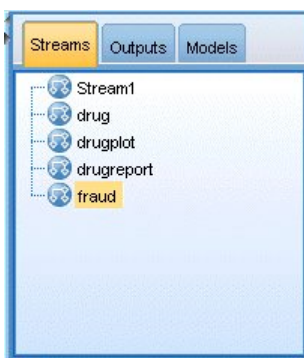 Streams Outputs Models
Stream1
drug
drugplot
drugreport
fraud